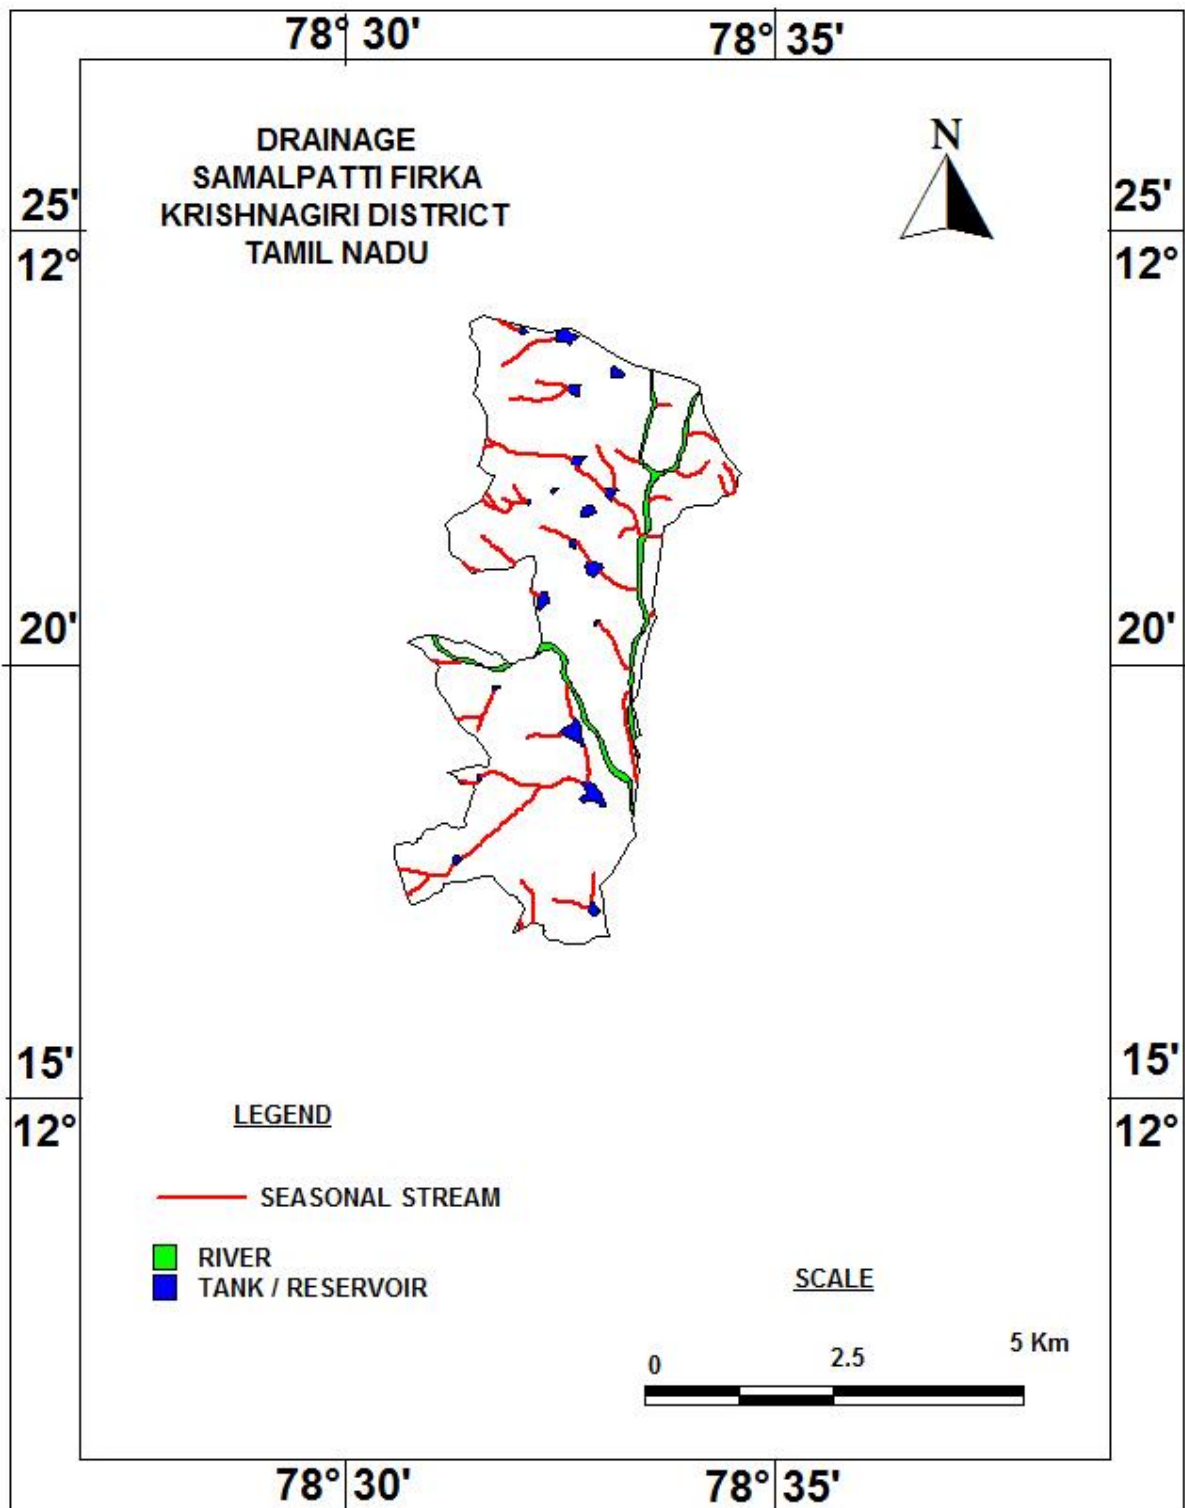 78° 30'
78° 35'
DRAINAGE
SAMALPATTI FIRKA
KRISHNAGIRI DISTRICT
TAMIL NADU
N
25'
12°
25'
12°
20'
20'
15'
12°
15'
12°
LEGEND
SEASONAL STREAM
RIVER
TANK / RESERVOIR
SCALE
0
2.5
5 Km
78° 30'
78° 35'